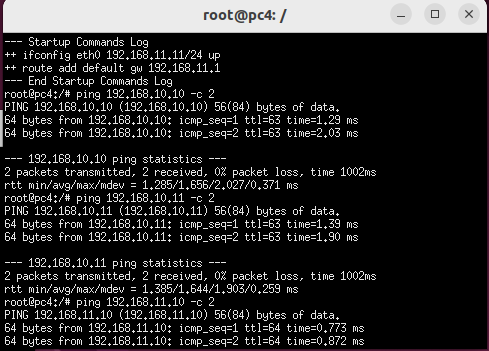 root@pc4: /
--- Startup Commands Log
++ ifconfig eth0 192.168.11.11/24 up
++ route add default gw 192.168.11.1
--- End Startup Commands Log
root@pc4:/# ping 192.168.10.10 -c 2
PING 192.168.10.10 (192.168.10.10) 56(84) bytes of data.
64 bytes from 192.168.10.10: icmp_seq=1 ttl=63 time=1.29 ms
64 bytes from 192.168.10.10: icmp_seq=2 ttl=63 time=2.03 ms

--- 192.168.10.10 ping statistics ---
2 packets transmitted, 2 received, 0% packet loss, time 1002ms
rtt min/avg/max/mdev = 1.285/1.656/2.027/0.371 ms
root@pc4:/# ping 192.168.10.11 -c 2
PING 192.168.10.11 (192.168.10.11) 56(84) bytes of data.
64 bytes from 192.168.10.11: icmp_seq=1 ttl=63 time=1.39 ms
64 bytes from 192.168.10.11: icmp_seq=2 ttl=63 time=1.90 ms

--- 192.168.10.11 ping statistics ---
2 packets transmitted, 2 received, 0% packet loss, time 1002ms
rtt min/avg/max/mdev = 1.385/1.644/1.903/0.259 ms
root@pc4:/# ping 192.168.11.10 -c 2
PING 192.168.11.10 (192.168.11.10) 56(84) bytes of data.
64 bytes from 192.168.11.10: icmp_seq=1 ttl=64 time=0.773 ms
64 bytes from 192.168.11.10: icmp_seq=2 ttl=64 time=0.872 ms